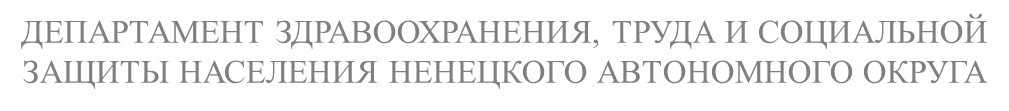 ДЕПАРТАМЕНТ ЗДРАВООХРАНЕНИЯ, ТРУДА И СОЦИАЛЬНОЙ
ЗАЩИТЫ НАСЕЛЕНИЯ НЕНЕЦКОГО АВТОНОМНОГО ОКРУГА